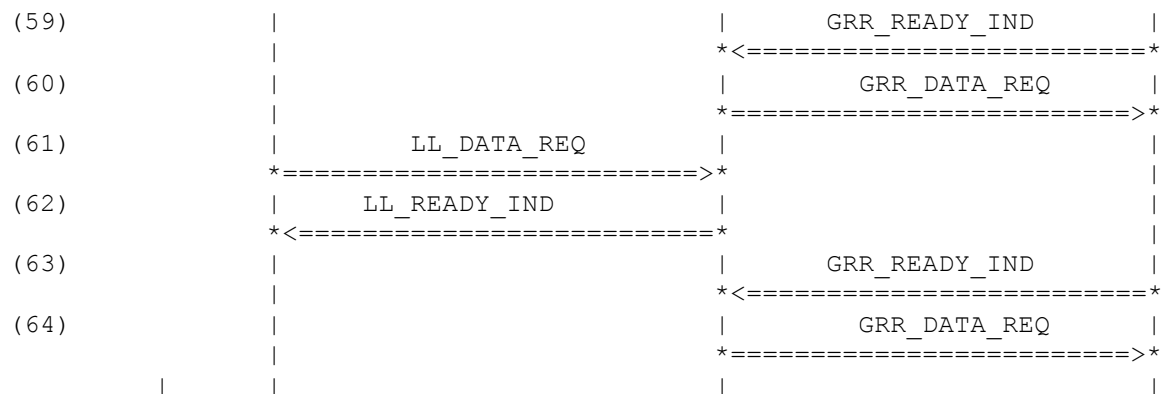 (59) | | GRR_READY_IND |
| *<=========================*
(60) | | GRR_DATA_REQ |
| *=========================>*
(61) | LL_DATA_REQ | |
*==========================>* |
(62) | LL_READY_IND | |
*<==========================* |
(63) | | GRR_READY_IND |
| *<=========================*
(64) | | GRR_DATA_REQ |
| *=========================>*
| | | |